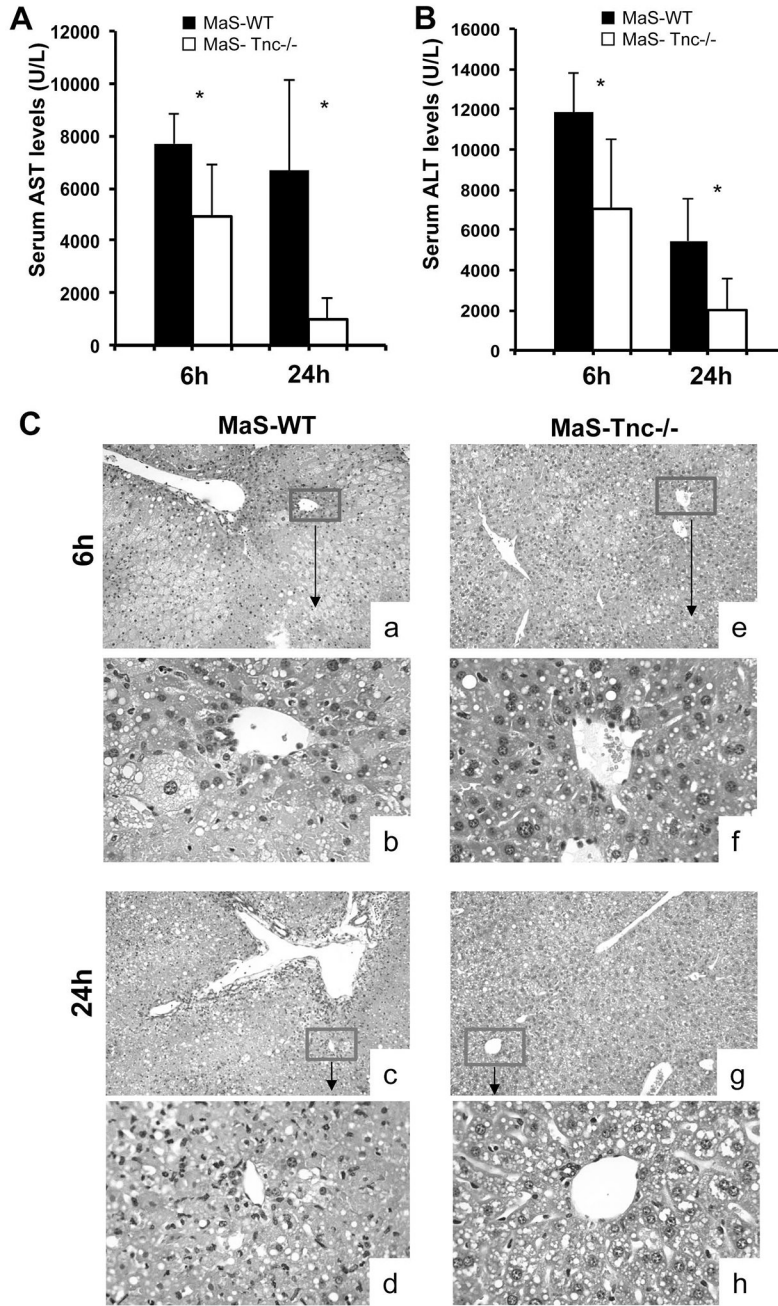 A
MaS-WT
MaS- Tnc-/-
Serum AST levels (U/L)
12000
10000
8000
6000
4000
2000
0
*
*
6h
24h
B
MaS-WT
MaS- Tnc-/-
Serum ALT levels (U/L)
16000
14000
12000
10000
8000
6000
4000
2000
0
*
*
6h
24h
C
MaS-WT
MaS-Tnc-/-
6h
a
e
b
f
24h
c
g
d
h